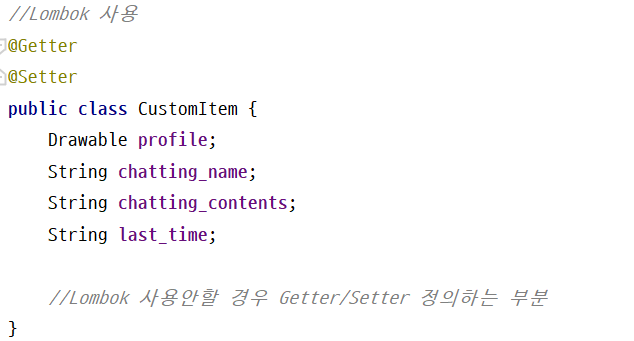 //Lombok 사용
@Getter
@Setter
public class CustomItem {
    Drawable profile;
    String chatting_name;
    String chatting_contents;
    String last_time;
    //Lombok 사용안할 경우 Getter/Setter 정의하는 부분
}